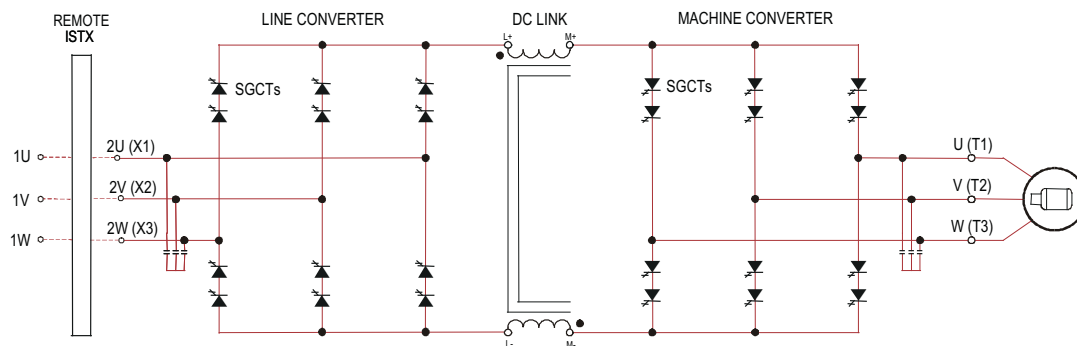 REMOTE
ISTX
LINE CONVERTER
DC LINK
MACHINE CONVERTER
L+
M+
SGCTs
SGCTs
1U
2U (X1)
U (T1)
1V
2V (X2)
V (T2)
1W
2W (X3)
W (T3)
L-
M-